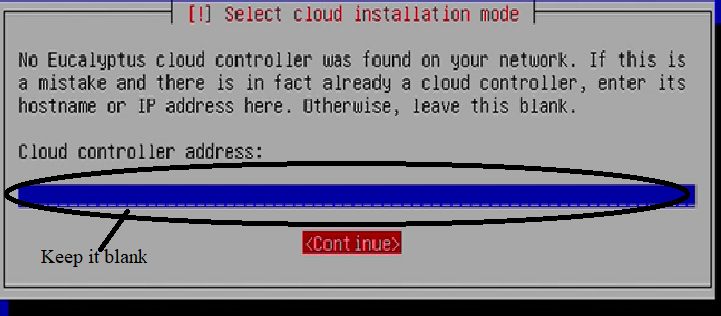 [!] Select cloud installation mode
No Eucalyptus cloud controller was found on your network. If this is
a mistake and there is in fact already a cloud controller, enter its
hostname or IP address here. Otherwise, leave this blank.
Cloud controller address:
<Continue>
Keep it blank